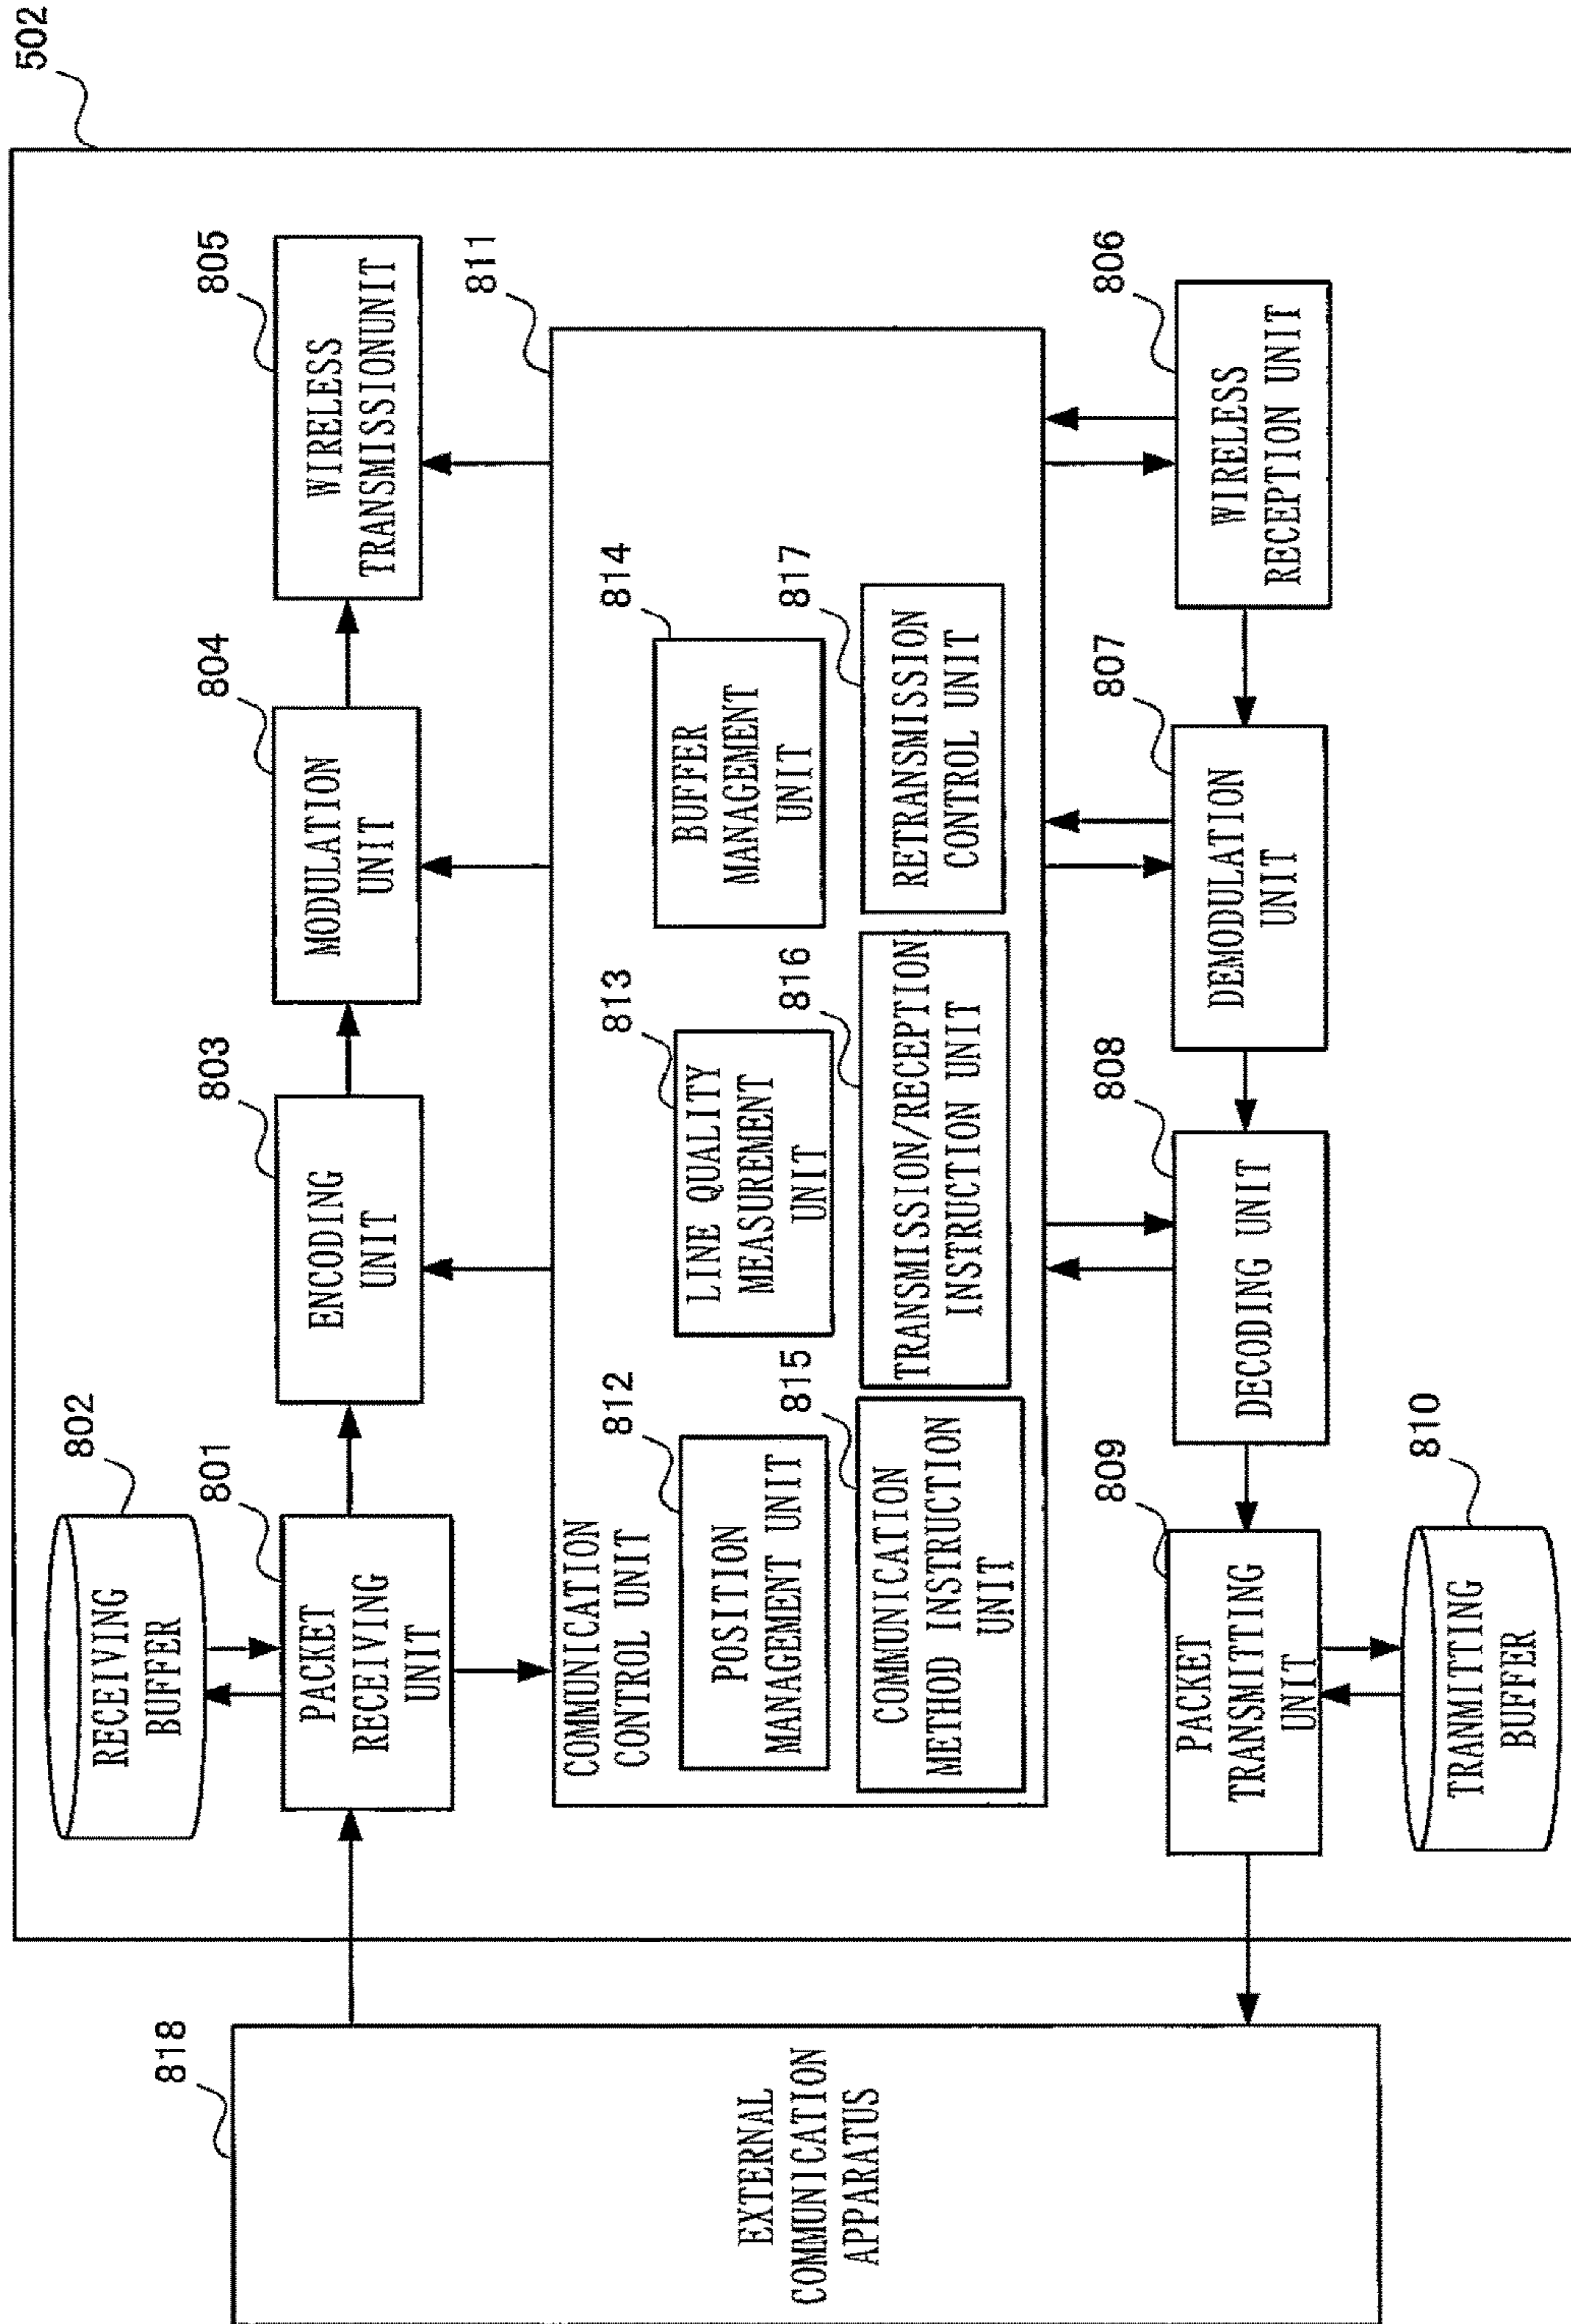 502
818
EXTERNAL
COMMUNICATION
APPARATUS
802
RECEIVING
BUFFER
801
PACKET
RECEIVING
UNIT
803
ENCODING
UNIT
804
MODULATION
UNIT
805
WIRELESS
TRANSMISSIONUNIT
811
COMMUNICATION
CONTROL UNIT
812
POSITION
MANAGEMENT UNIT
813
LINE QUALITY
MEASUREMENT
UNIT
814
BUFFER
MANAGEMENT
UNIT
815
COMMUNICATION
METHOD INSTRUCTION
UNIT
816
TRANSMISSION/RECEPTION
INSTRUCTION UNIT
817
RETRANSMISSION
CONTROL UNIT
809
PACKET
TRANSMITTING
UNIT
808
DECODING UNIT
807
DEMODULATION
UNIT
806
WIRELESS
RECEPTION UNIT
810
TRANMITTING
BUFFER